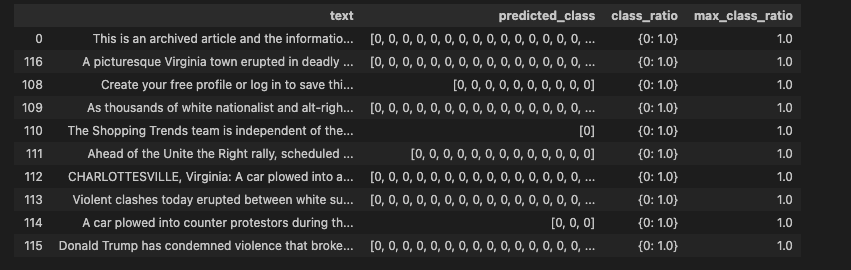 text predicted_class class_ratio max_class_ratio
0 This is an archived article and the informatio... [0, 0, 0, 0, 0, 0, 0, 0, 0, 0, 0, 0, 0, 0, 0, ... {0: 1.0} 1.0
116 A picturesque Virginia town erupted in deadly ... [0, 0, 0, 0, 0, 0, 0, 0, 0, 0, 0, 0, 0, 0, 0, ... {0: 1.0} 1.0
108 Create your free profile or log in to save thi... [0, 0, 0, 0, 0, 0, 0, 0, 0, 0] {0: 1.0} 1.0
109 As thousands of white nationalist and alt-righ... [0, 0, 0, 0, 0, 0, 0, 0, 0, 0, 0, 0, 0, 0, 0, ... {0: 1.0} 1.0
110 The Shopping Trends team is independent of the... [0] {0: 1.0} 1.0
111 Ahead of the Unite the Right rally, scheduled ... [0, 0, 0, 0, 0, 0, 0, 0, 0, 0, 0, 0, 0] {0: 1.0} 1.0
112 CHARLOTTESVILLE, Virginia: A car plowed into a... [0, 0, 0, 0, 0, 0, 0, 0, 0, 0, 0, 0, 0, 0, 0, ... {0: 1.0} 1.0
113 Violent clashes today erupted between white su... [0, 0, 0, 0, 0, 0, 0, 0, 0, 0, 0, 0, 0, 0, 0, ... {0: 1.0} 1.0
114 A car plowed into counter protestors during th... [0, 0, 0] {0: 1.0} 1.0
115 Donald Trump has condemned violence that broke... [0, 0, 0, 0, 0, 0, 0, 0, 0, 0, 0, 0, 0, 0, 0, ... {0: 1.0} 1.0